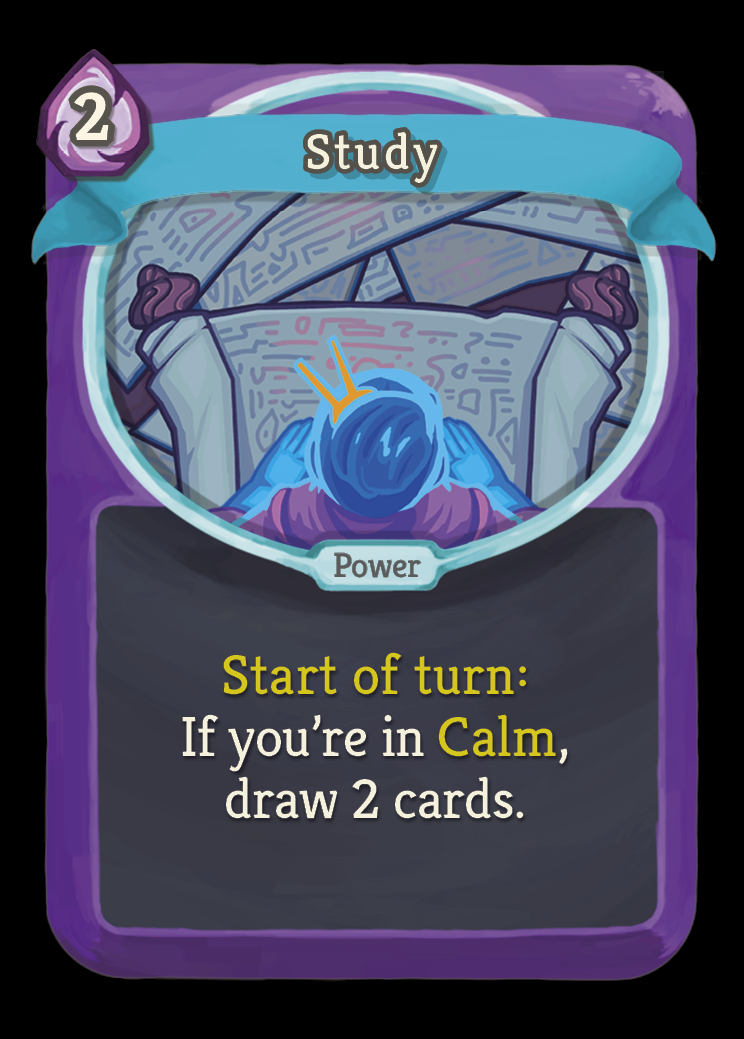 2
Study
Power
Start of turn:
If you’re in Calm,
draw 2 cards.